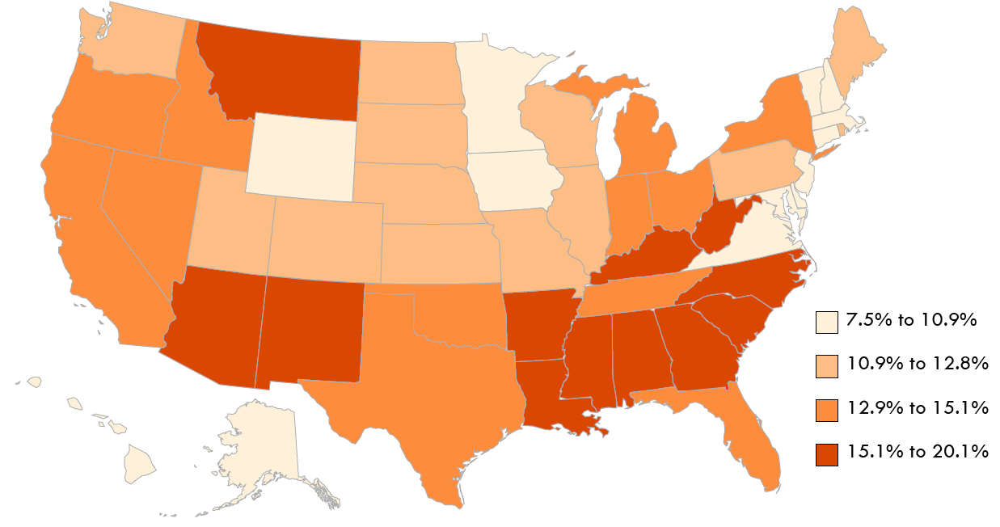 7.5% to 10.9%
10.9% to 12.8%
12.9% to 15.1%
15.1% to 20.1%